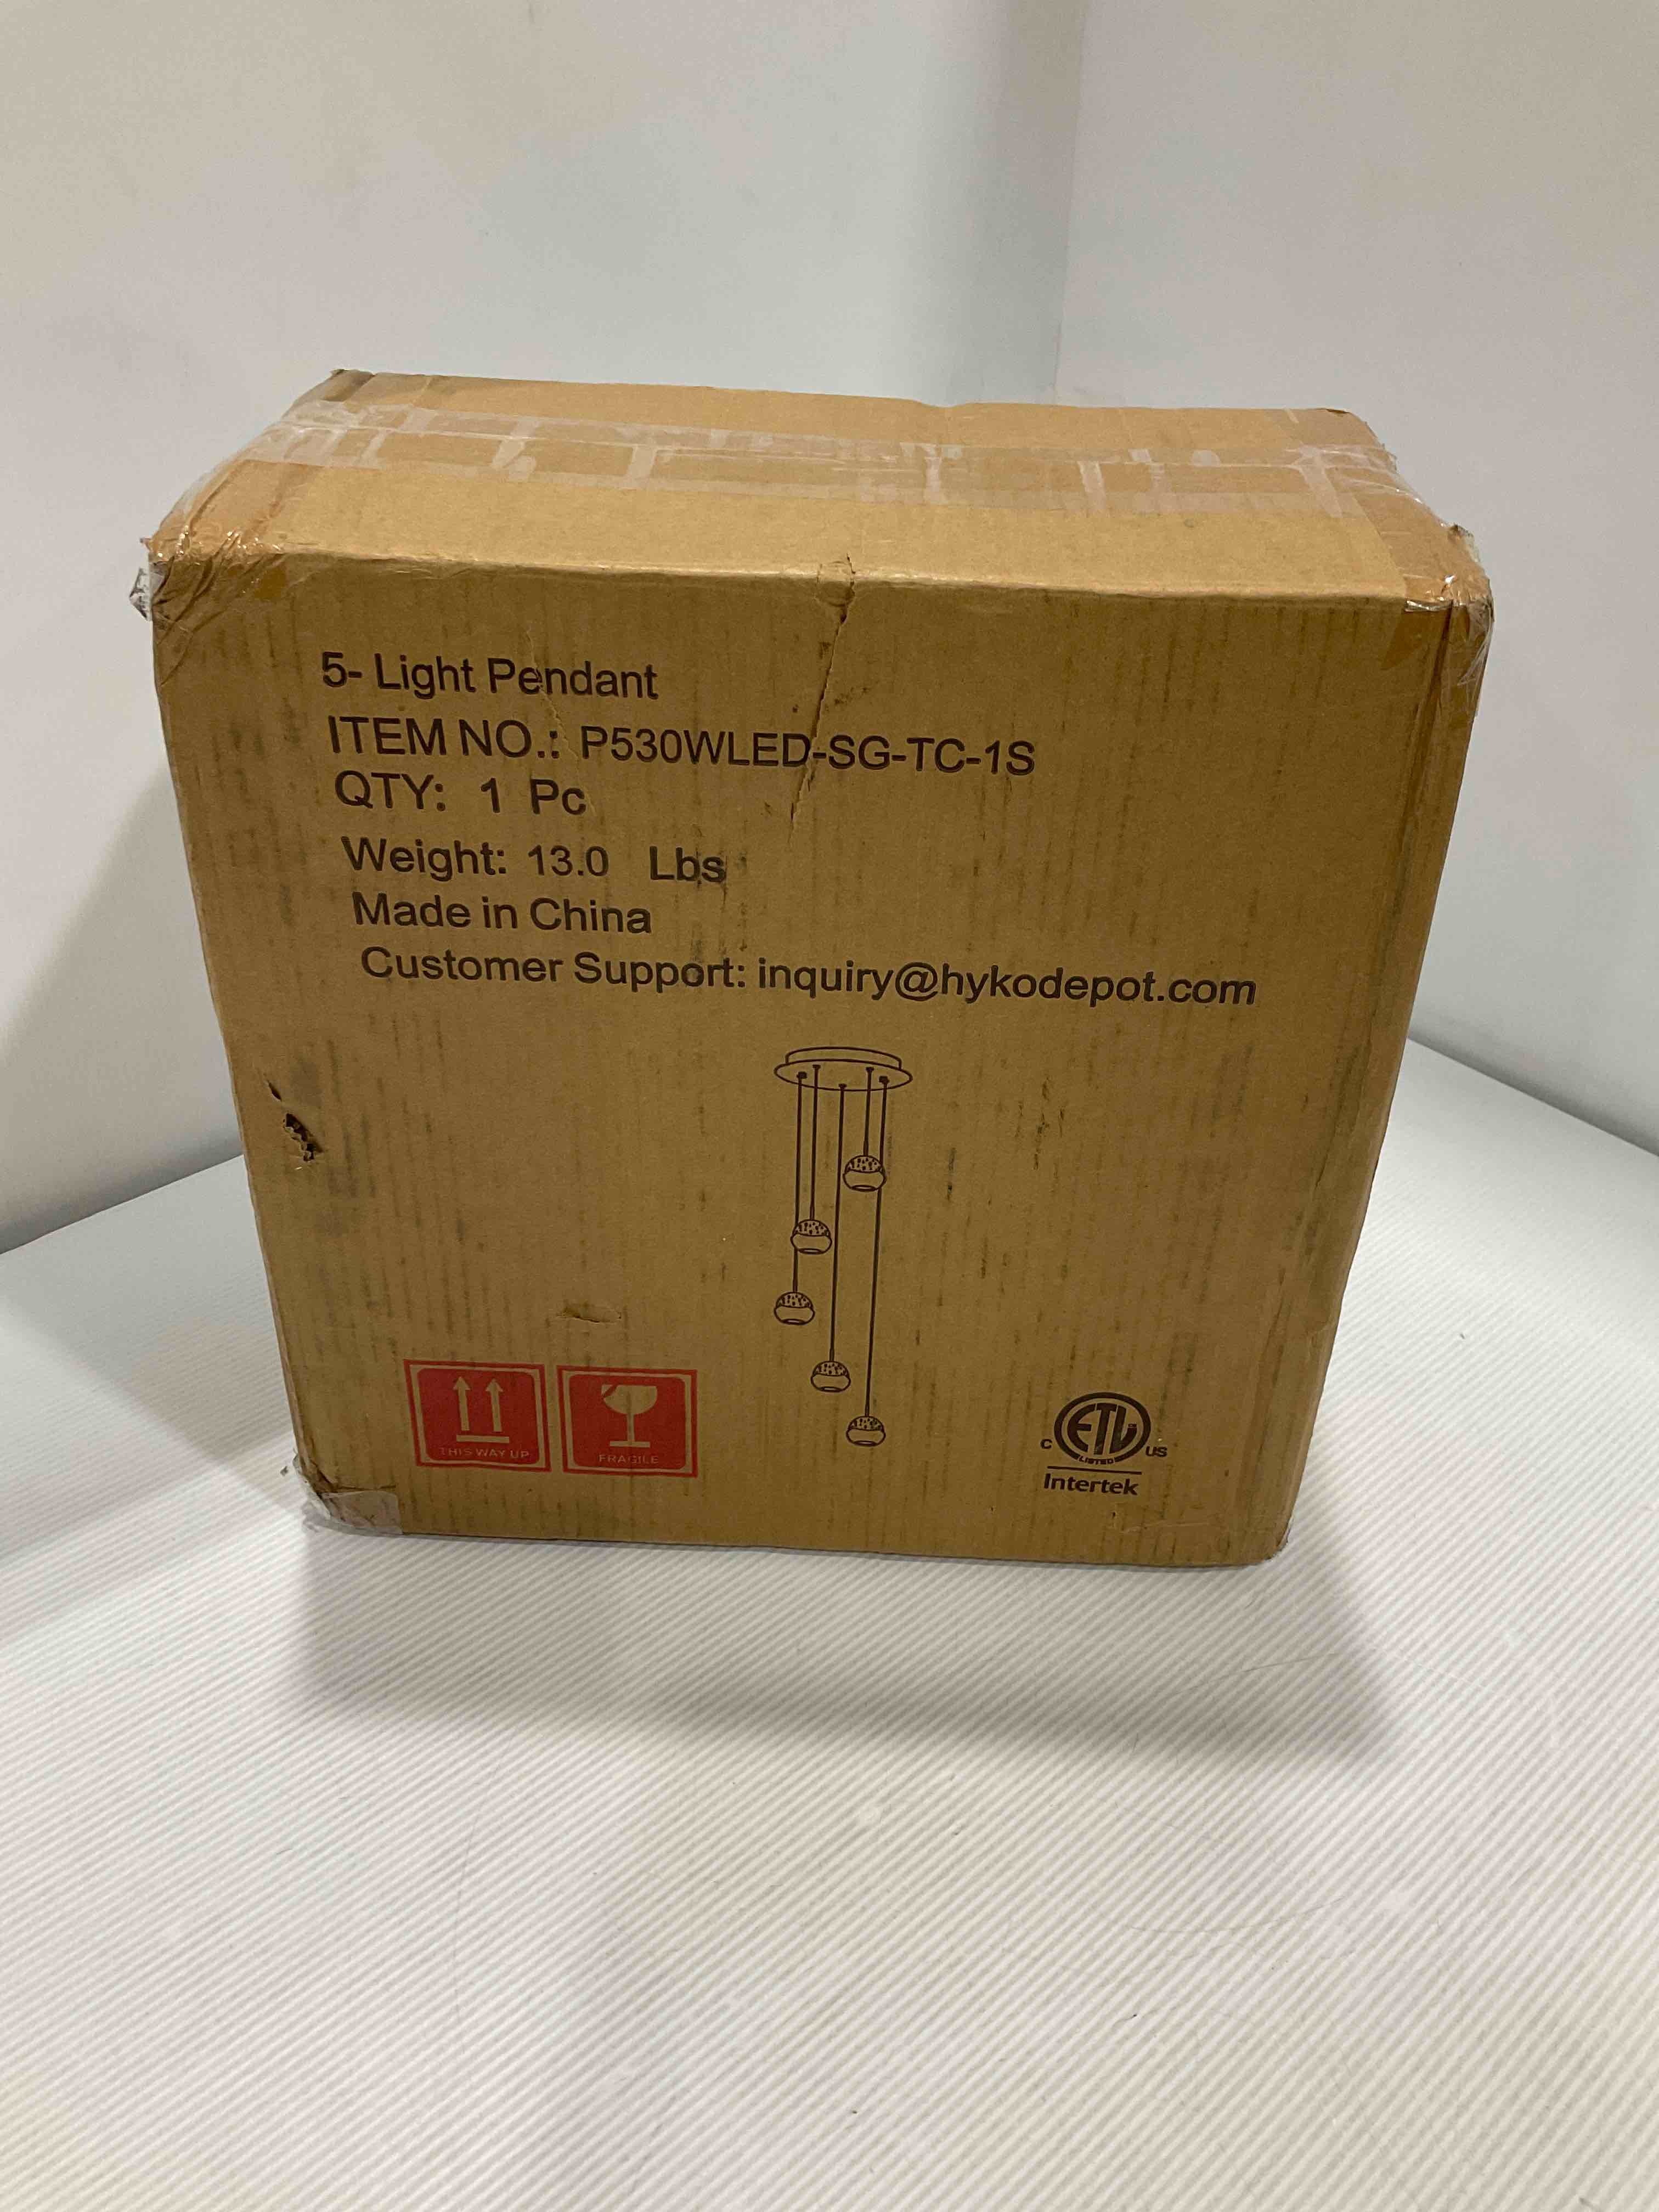 5- Light Pendant
ITEM NO.: P530WLED-SG-TC-1S
QTY: 1 Pc
Weight: 13.0 Lbs
Made in China
Customer Support: inquiry@hykodepot.com
THIS WAY UP
FRAGILE
ETL
C US
LISTED
Intertek